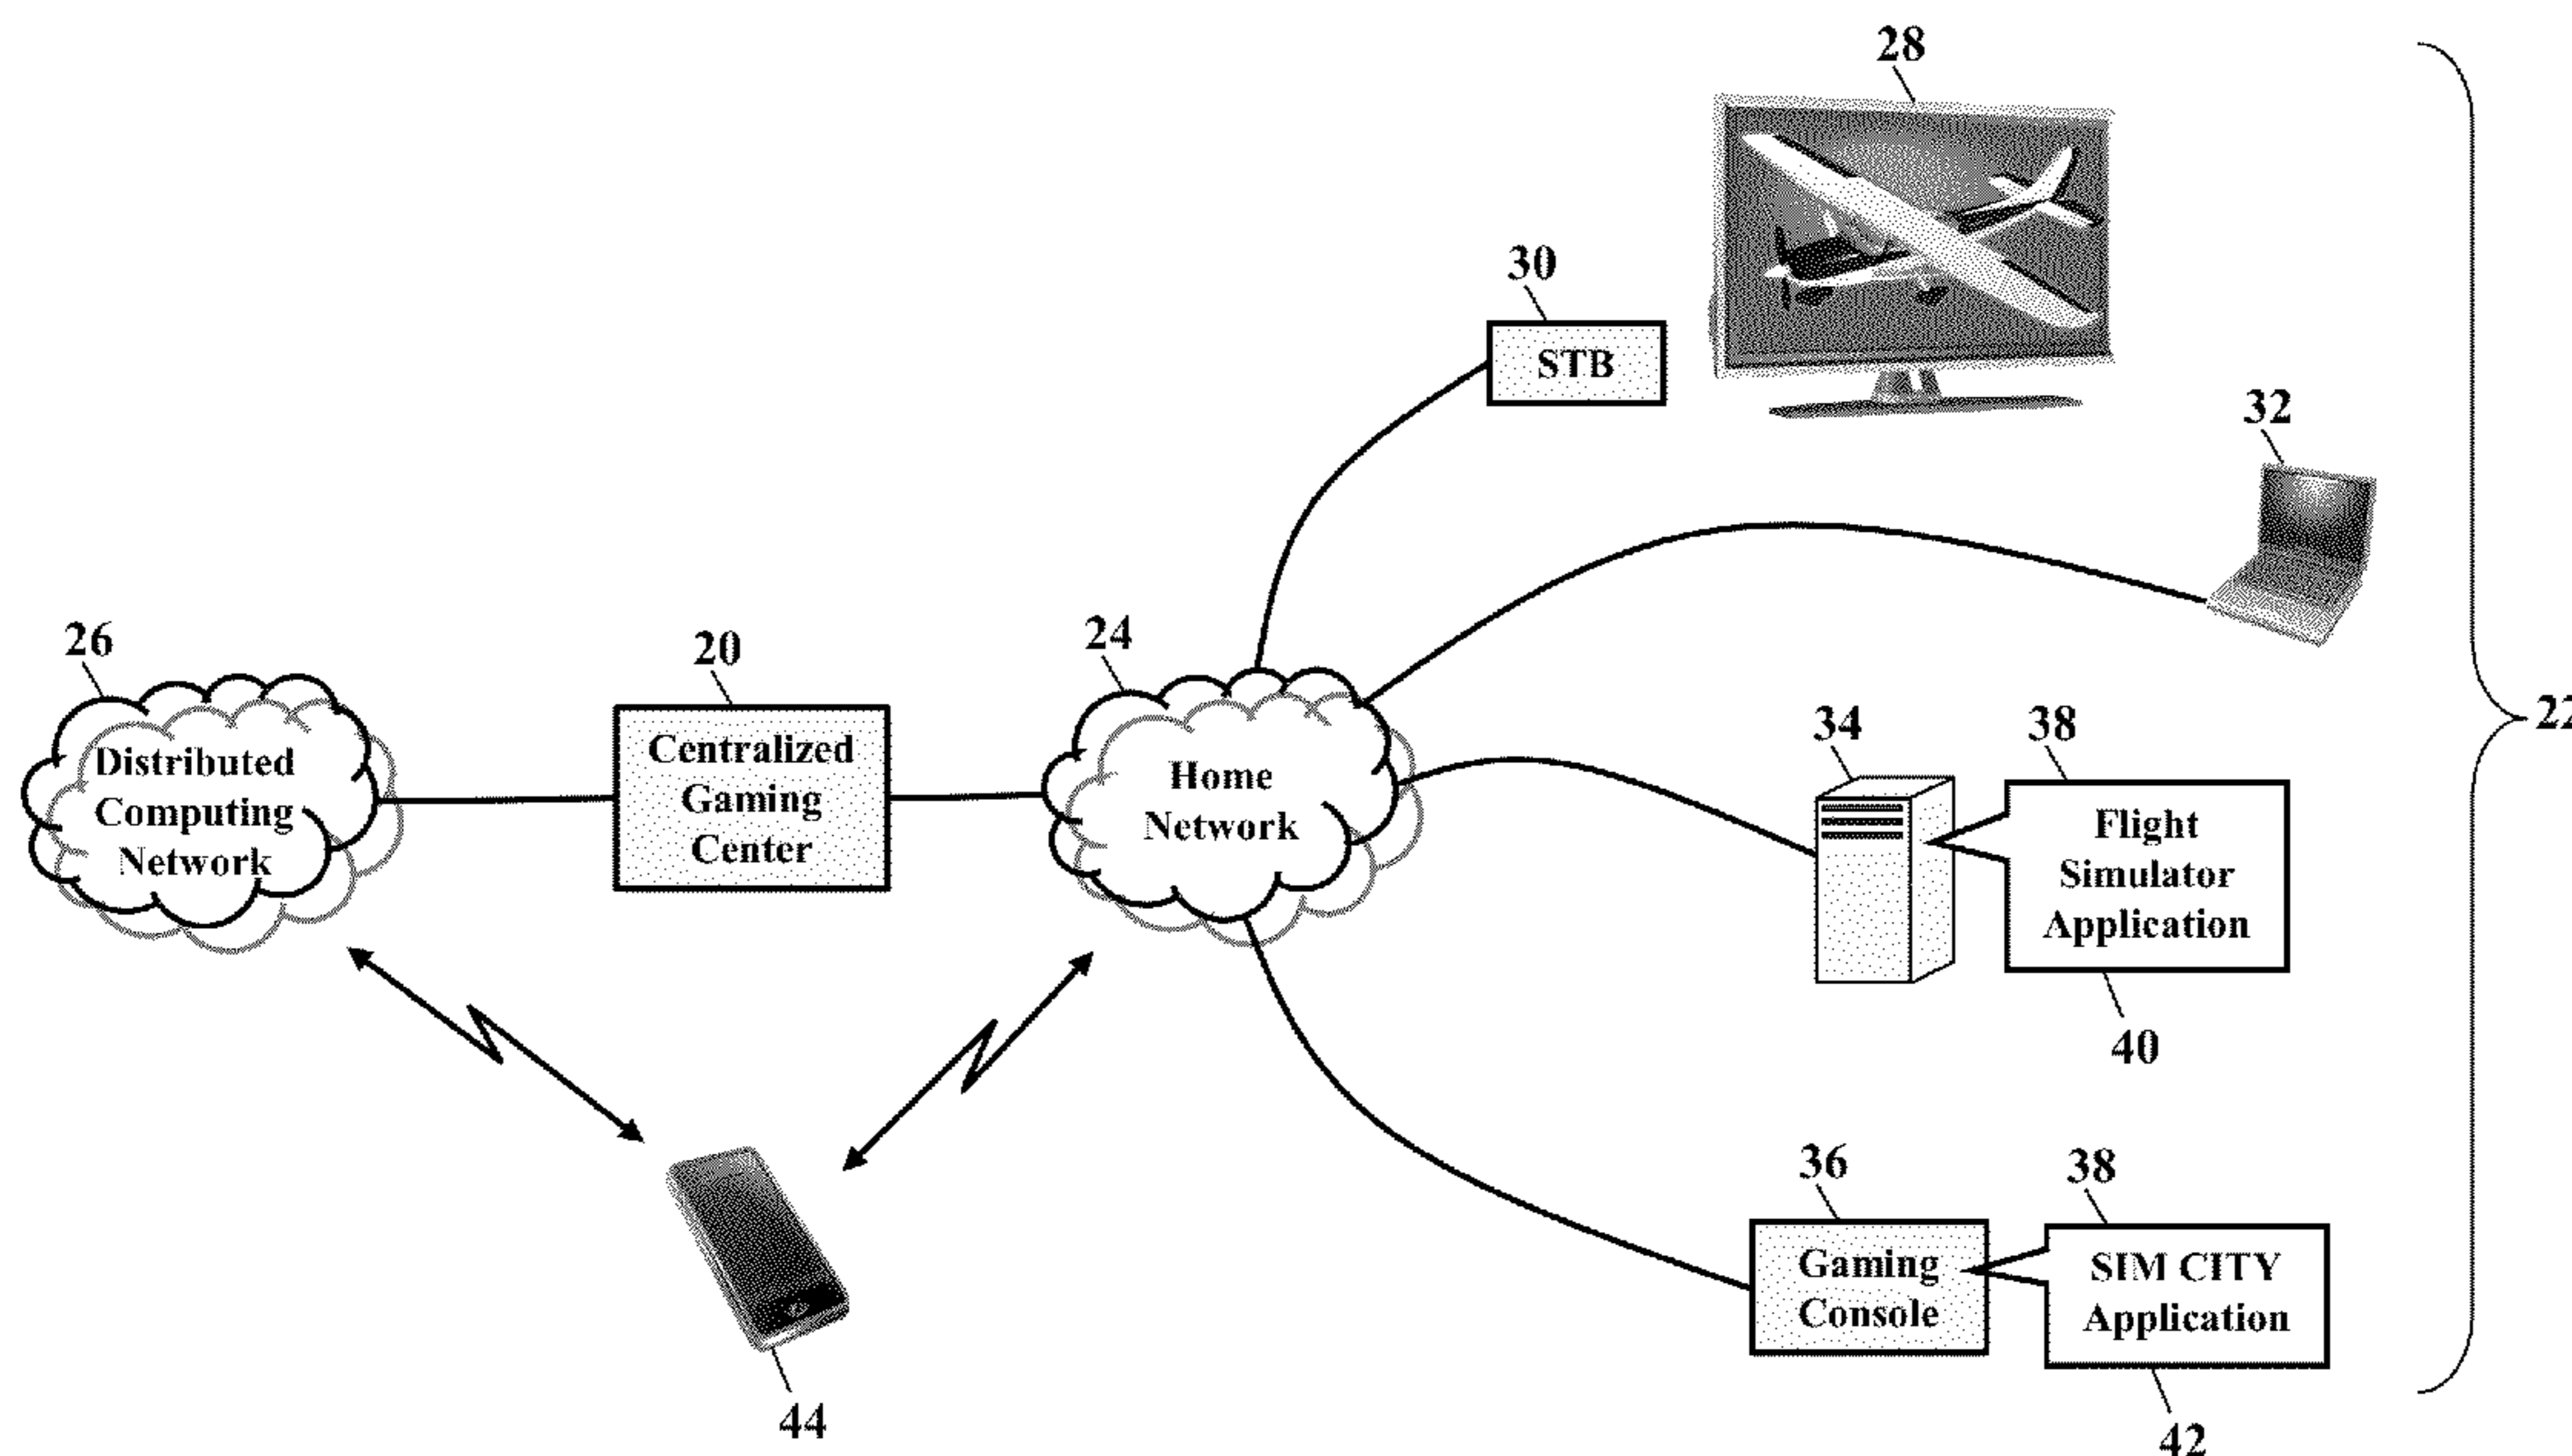 28
30
STB
32
26
20
24
22
Distributed
Computing
Network
Centralized
Gaming
Center
Home
Network
34
38
Flight
Simulator
Application
40
36
38
Gaming
Console
SIM CITY
Application
44
42